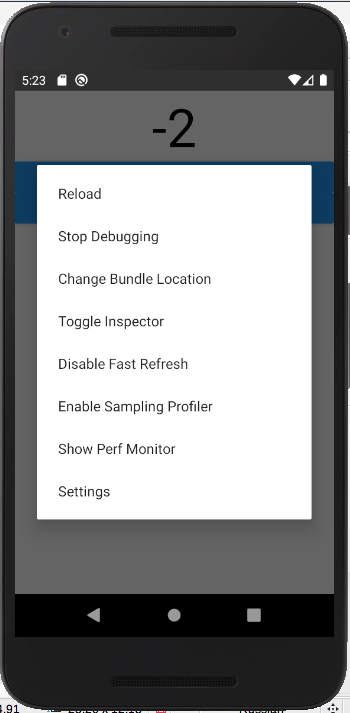 5:23
-2
Reload
Stop Debugging
Change Bundle Location
Toggle Inspector
Disable Fast Refresh
Enable Sampling Profiler
Show Perf Monitor
Settings